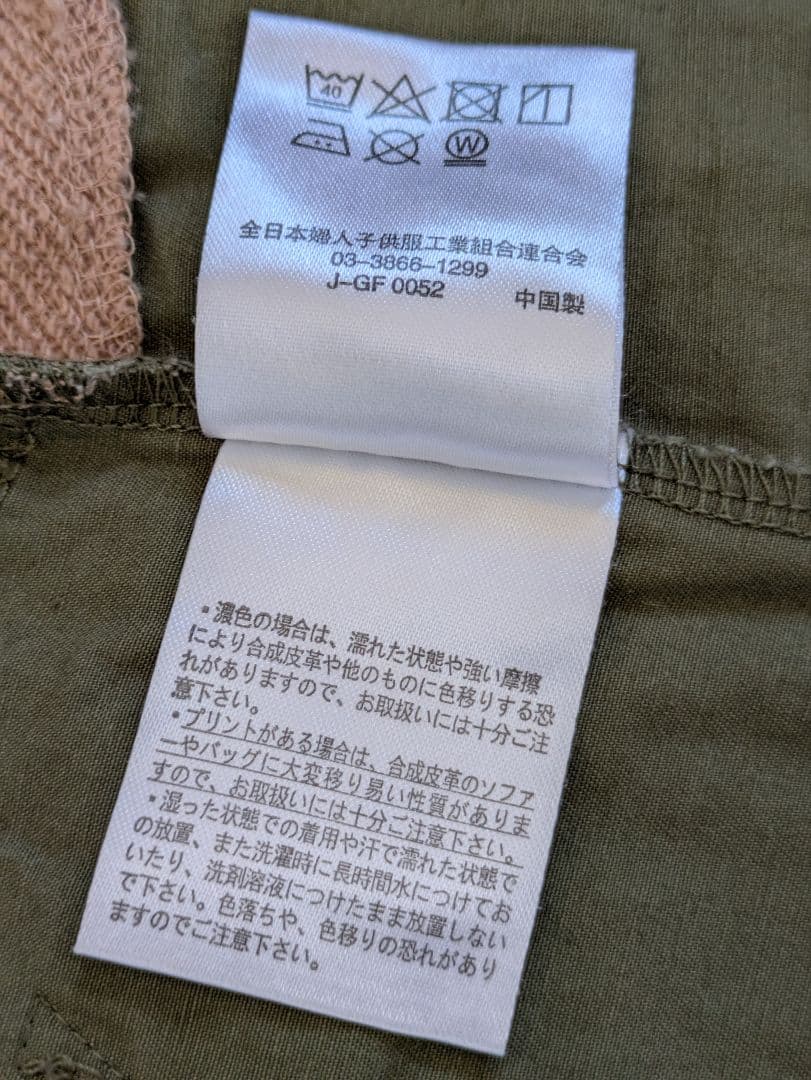 40
W
全日本婦人子供服工業組合連合会
03-3866-1299
J-GF 0052 中国製
・濃色の場合は、濡れた状態や強い摩擦
により合成皮革や他のものに色移りする恐
れがありますので、お取扱いには十分ご注
意下さい。
・プリントがある場合は、合成皮革のソファ
ーやバッグに大変移り易い性質がありま
すので、お取扱いには十分ご注意下さい。
・湿った状態での着用や汗で濡れた状態で
の放置、また洗濯時に長時間水につけてお
いたり、洗剤溶液につけたまま放置しない
で下さい。色落ちや、色移りの恐れがあり
ますのでご注意下さい。